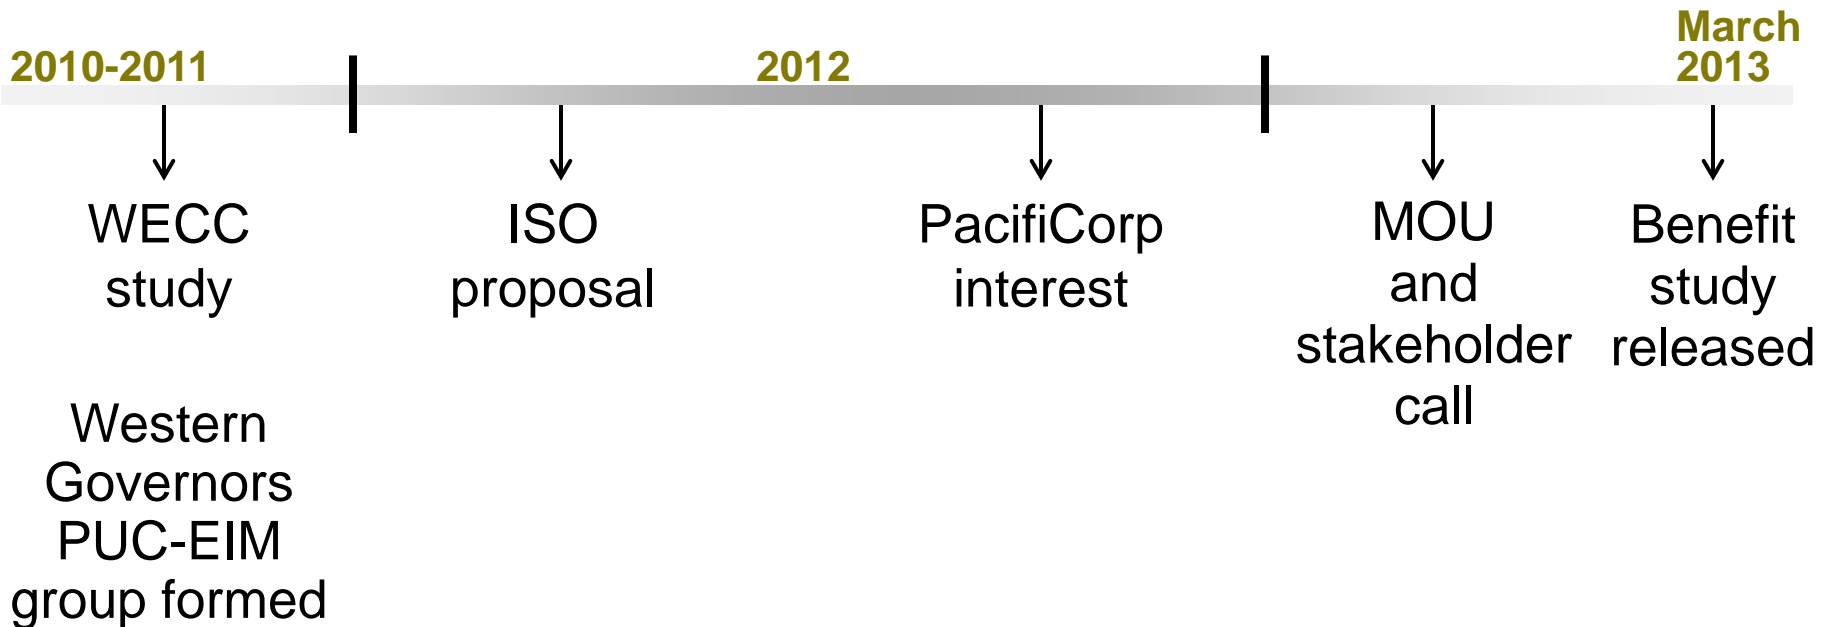 2010-2011
2012
March
2013
WECC
study
Western
Governors
PUC-EIM
group formed
ISO
proposal
PacifiCorp
interest
MOU
and
stakeholder
call
Benefit
study
released